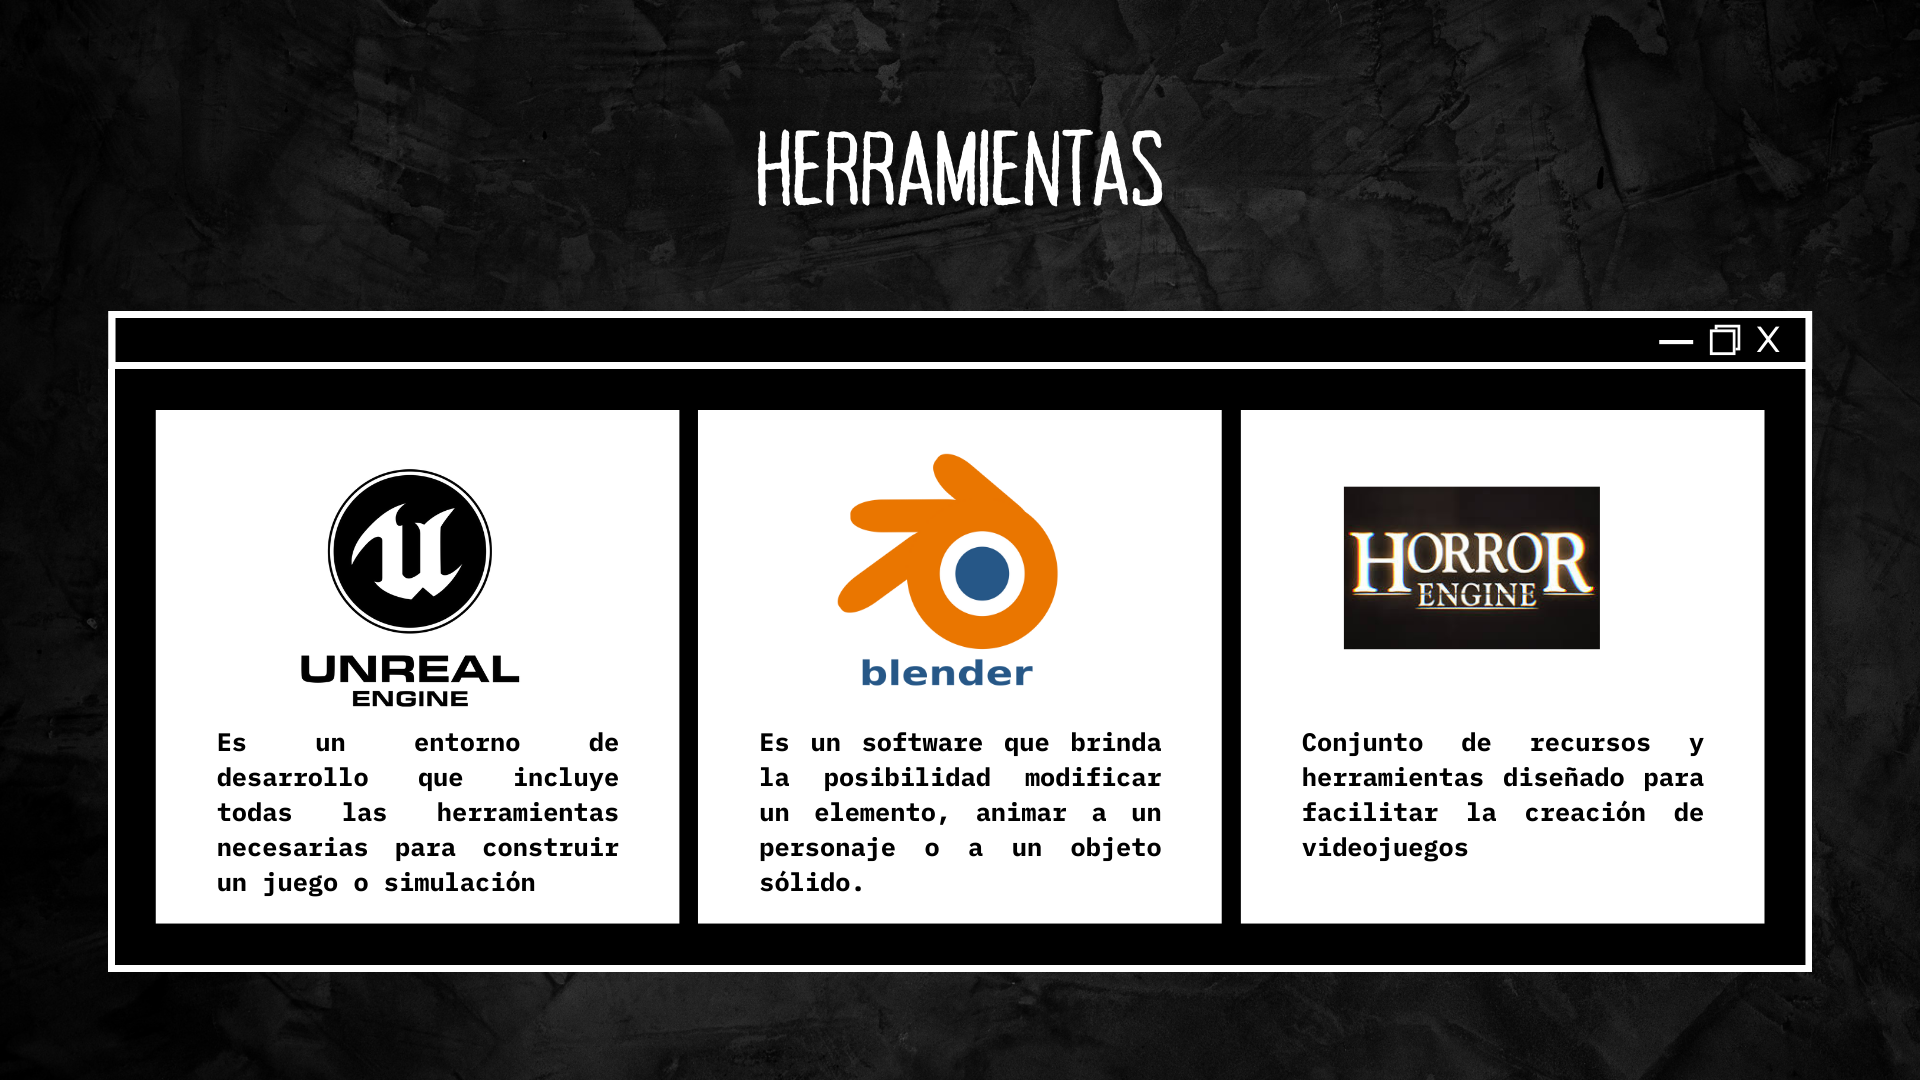 HERRAMIENTAS
X
UNREAL
ENGINE
Es un entorno de
desarrollo que incluye
todas las herramientas
necesarias para construir
un juego o simulación
blender
Es un software que brinda
la posibilidad modificar
un elemento, animar a un
personaje o a un objeto
sólido.
HORROR
ENGINE
Conjunto de recursos y
herramientas diseñado para
facilitar la creación de
videojuegos